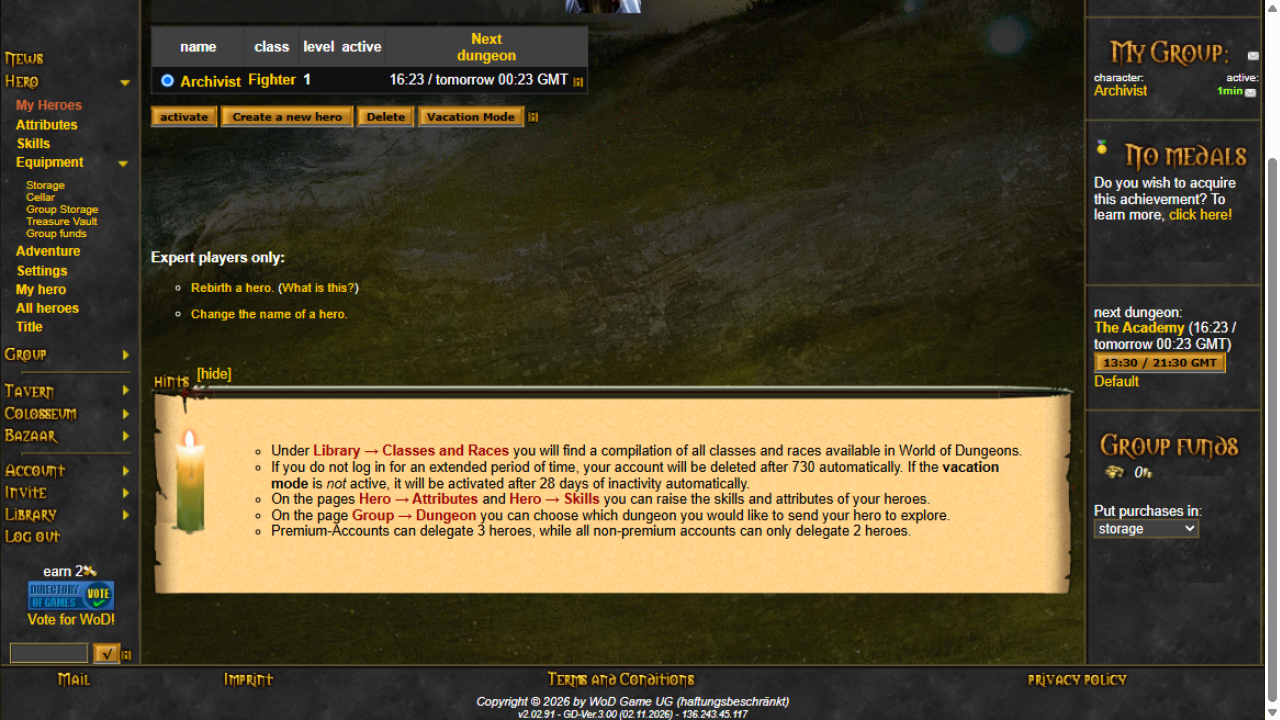 News
Hero
My Heroes
Attributes
Skills
Equipment
Storage
Cellar
Group Storage
Treasure Vault
Group funds
Adventure
Settings
My hero
All heroes
Title
Group
Tavern
Colosseum
Bazaar
Account
Invite
Library
Log out
earn 2
DIRECTORY OF GAMES VOTE
Vote for WoD!
name class level active Next dungeon
Archivist Fighter 1 16:23 / tomorrow 00:23 GMT
activate Create a new hero Delete Vacation Mode
Expert players only:
Rebirth a hero. (What is this?)
Change the name of a hero.
Hints [hide]
Under Library → Classes and Races you will find a compilation of all classes and races available in World of Dungeons.
If you do not log in for an extended period of time, your account will be deleted after 730 automatically. If the vacation
mode is not active, it will be activated after 28 days of inactivity automatically.
On the pages Hero → Attributes and Hero → Skills you can raise the skills and attributes of your heroes.
On the page Group → Dungeon you can choose which dungeon you would like to send your hero to explore.
Premium-Accounts can delegate 3 heroes, while all non-premium accounts can only delegate 2 heroes.
My Group:
character: active:
Archivist 1min
No medals
Do you wish to acquire
this achievement? To
learn more, click here!
next dungeon:
The Academy (16:23 /
tomorrow 00:23 GMT)
13:30 / 21:30 GMT
Default
Group funds
0
Put purchases in:
storage
Mail Imprint Terms and Conditions privacy policy
Copyright © 2026 by WoD Game UG (haftungsbeschränkt)
v2.02.91 - GD-Ver.3.00 (02.11.2026) - 136.243.45.117